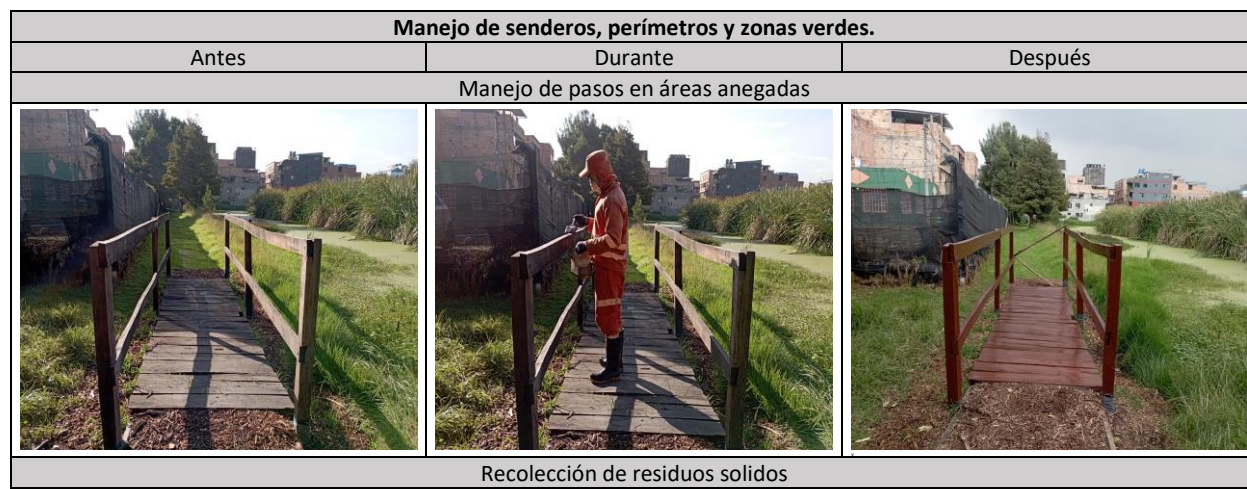 Manejo de senderos, perímetros y zonas verdes.
Antes Durante Después
Manejo de pasos en áreas anegadas
Recolección de residuos solidos